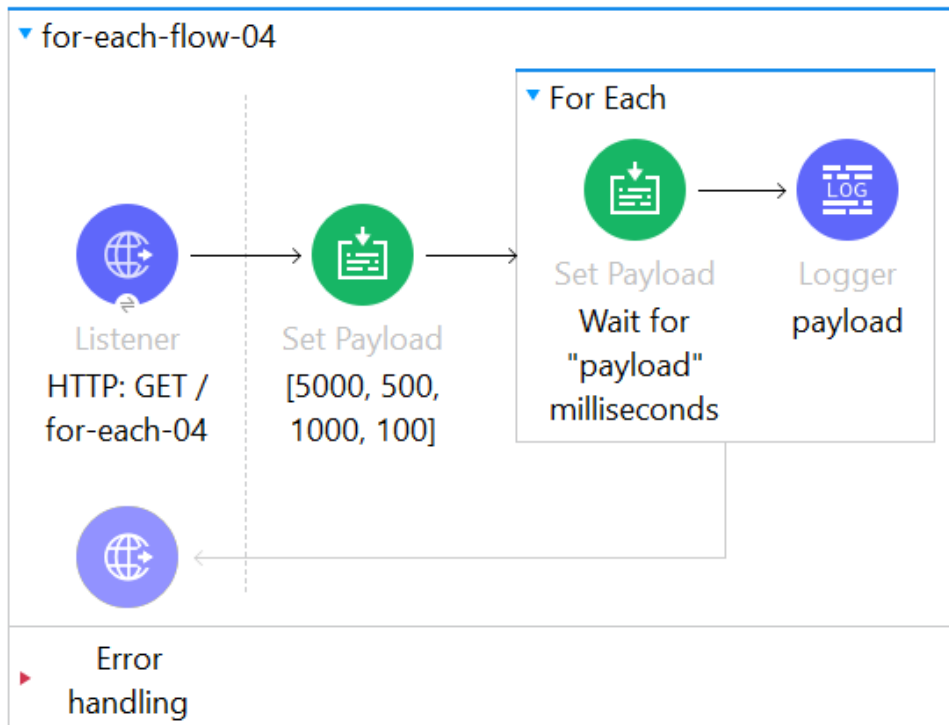 for-each-flow-04
For Each
LOG
Set Payload
Wait for
"payload"
milliseconds
Logger
payload
Listener
HTTP: GET /
for-each-04
Set Payload
[5000, 500,
1000, 100]
Error
handling